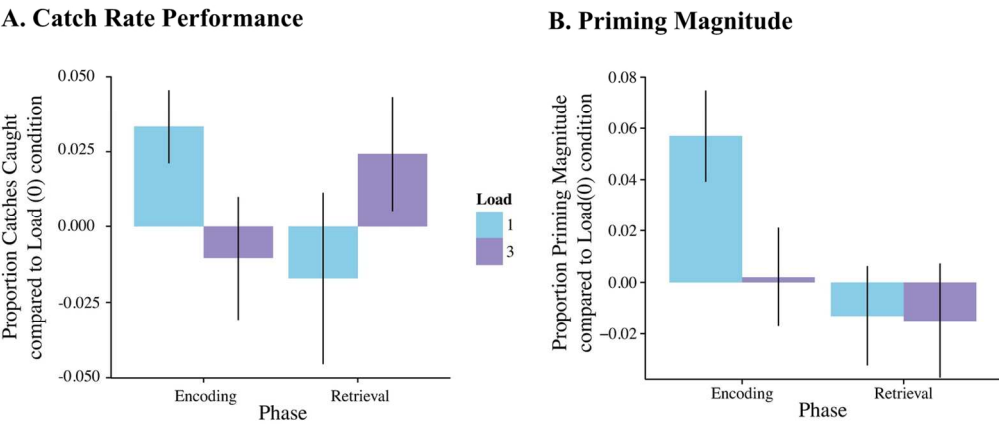 A. Catch Rate Performance
Proportion Catches Caught
compared to Load (0) condition
0.050
0.025
0.000
-0.025
-0.050
Encoding
Retrieval
Phase
Load
1
3
B. Priming Magnitude
Proportion Priming Magnitude
compared to Load(0) condition
0.08
0.06
0.04
0.02
0.00
−0.02
Encoding
Retrieval
Phase